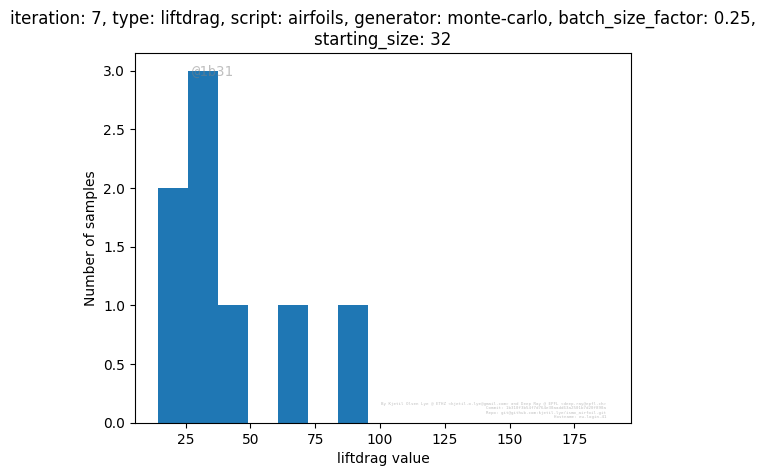 iteration: 7, type: liftdrag, script: airfoils, generator: monte-carlo, batch_size_factor: 0.25,
starting_size: 32
3.0
2.5
2.0
1.5
1.0
0.5
0.0
Number of samples
25 50 75 100 125 150 175
liftdrag value